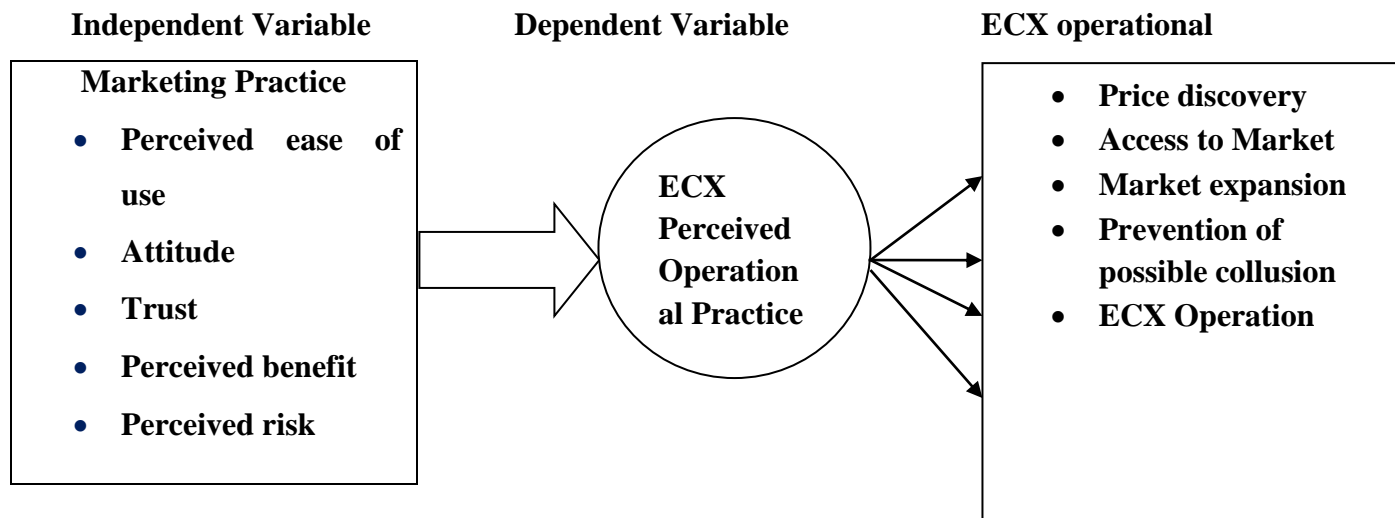 Independent Variable
Dependent Variable
ECX operational
Marketing Practice
• Perceived ease of
use
• Attitude
• Trust
• Perceived benefit
• Perceived risk
ECX
Perceived
Operation
al Practice
• Price discovery
• Access to Market
• Market expansion
• Prevention of
possible collusion
• ECX Operation